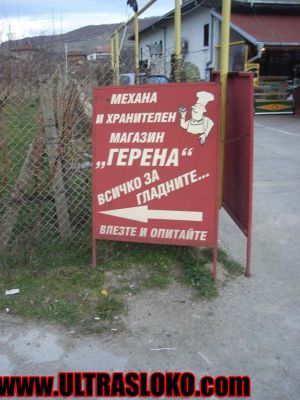 МЕХАНА
И ХРАНИТЕЛЕН
МАГАЗИН
„ГЕРЕНА“
ВСИЧКО ЗА
ГЛАДНИТЕ...
ВЛЕЗТЕ И ОПИТАЙТЕ
www.ULTRASLOKO.com